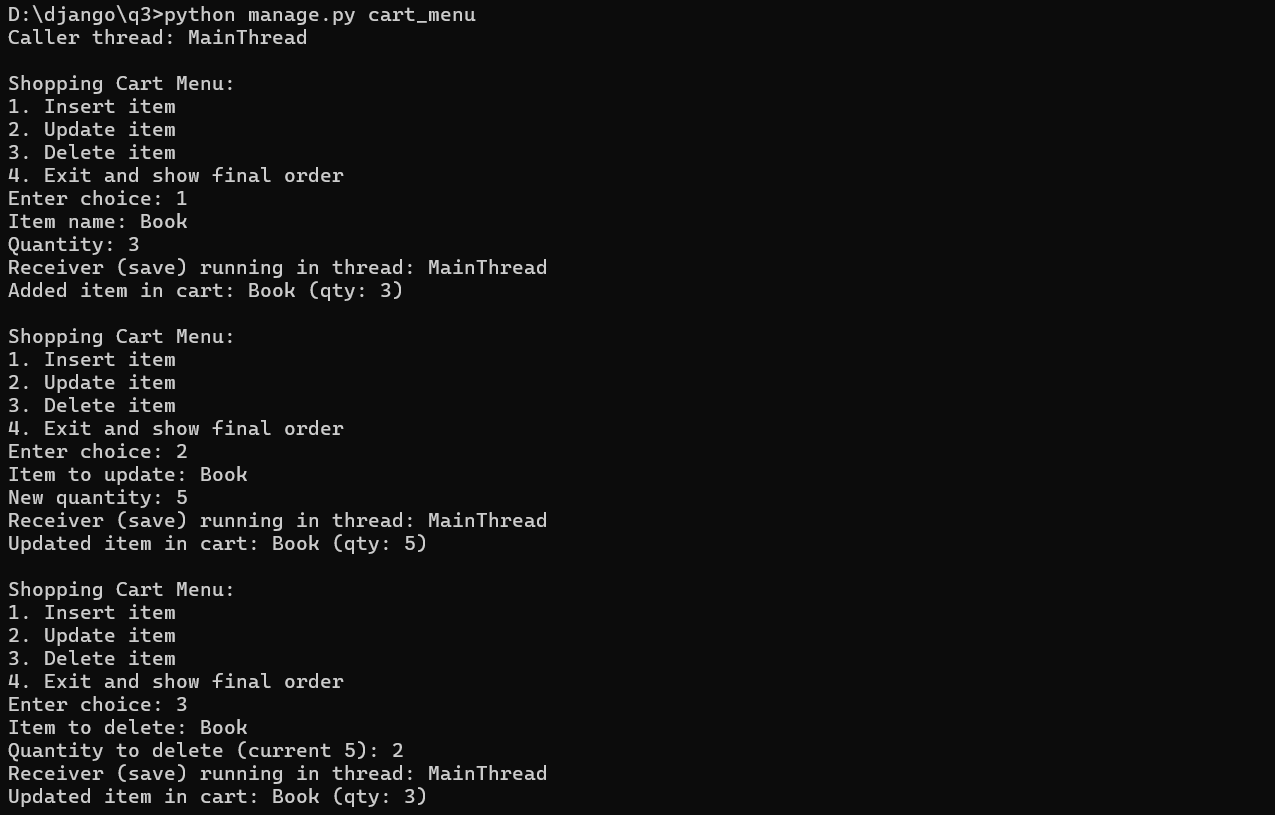 D:\django\q3>python manage.py cart_menu
Caller thread: MainThread
Shopping Cart Menu:
1. Insert item
2. Update item
3. Delete item
4. Exit and show final order
Enter choice: 1
Item name: Book
Quantity: 3
Receiver (save) running in thread: MainThread
Added item in cart: Book (qty: 3)
Shopping Cart Menu:
1. Insert item
2. Update item
3. Delete item
4. Exit and show final order
Enter choice: 2
Item to update: Book
New quantity: 5
Receiver (save) running in thread: MainThread
Updated item in cart: Book (qty: 5)
Shopping Cart Menu:
1. Insert item
2. Update item
3. Delete item
4. Exit and show final order
Enter choice: 3
Item to delete: Book
Quantity to delete (current 5): 2
Receiver (save) running in thread: MainThread
Updated item in cart: Book (qty: 3)